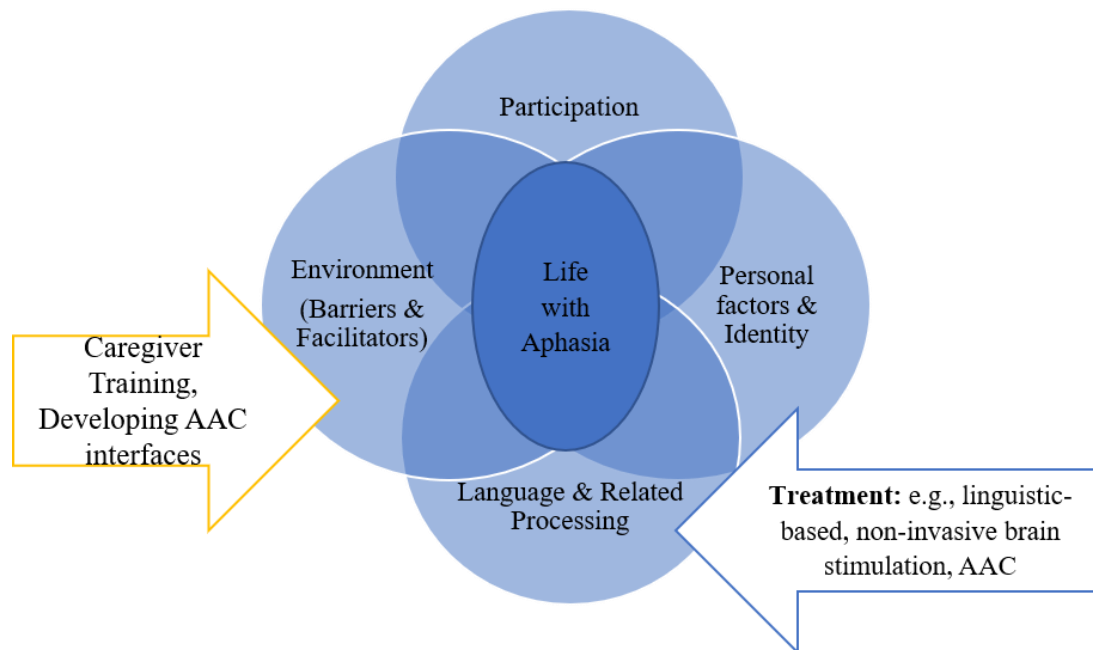 Participation
Environment
(Barriers &
Facilitators)
Life
with
Aphasia
Personal
factors &
Identity
Caregiver
Training,
Developing AAC
interfaces
Language & Related
Processing
Treatment: e.g., linguistic-
based, non-invasive brain
stimulation, AAC